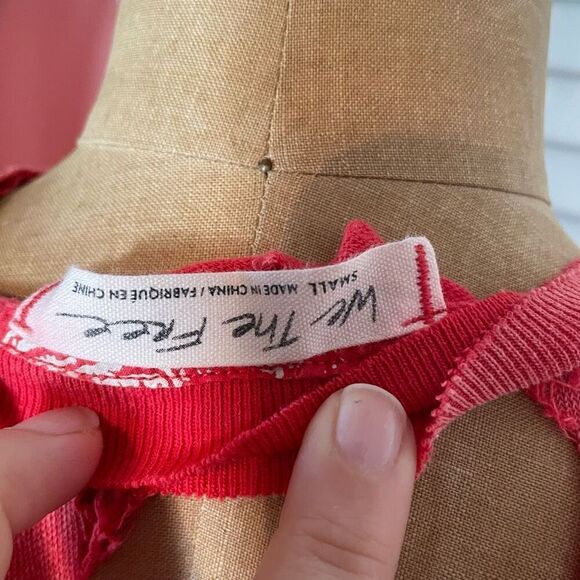 We The Free
MADE IN CHINA / FABRIQUE EN CHINE
SMALL